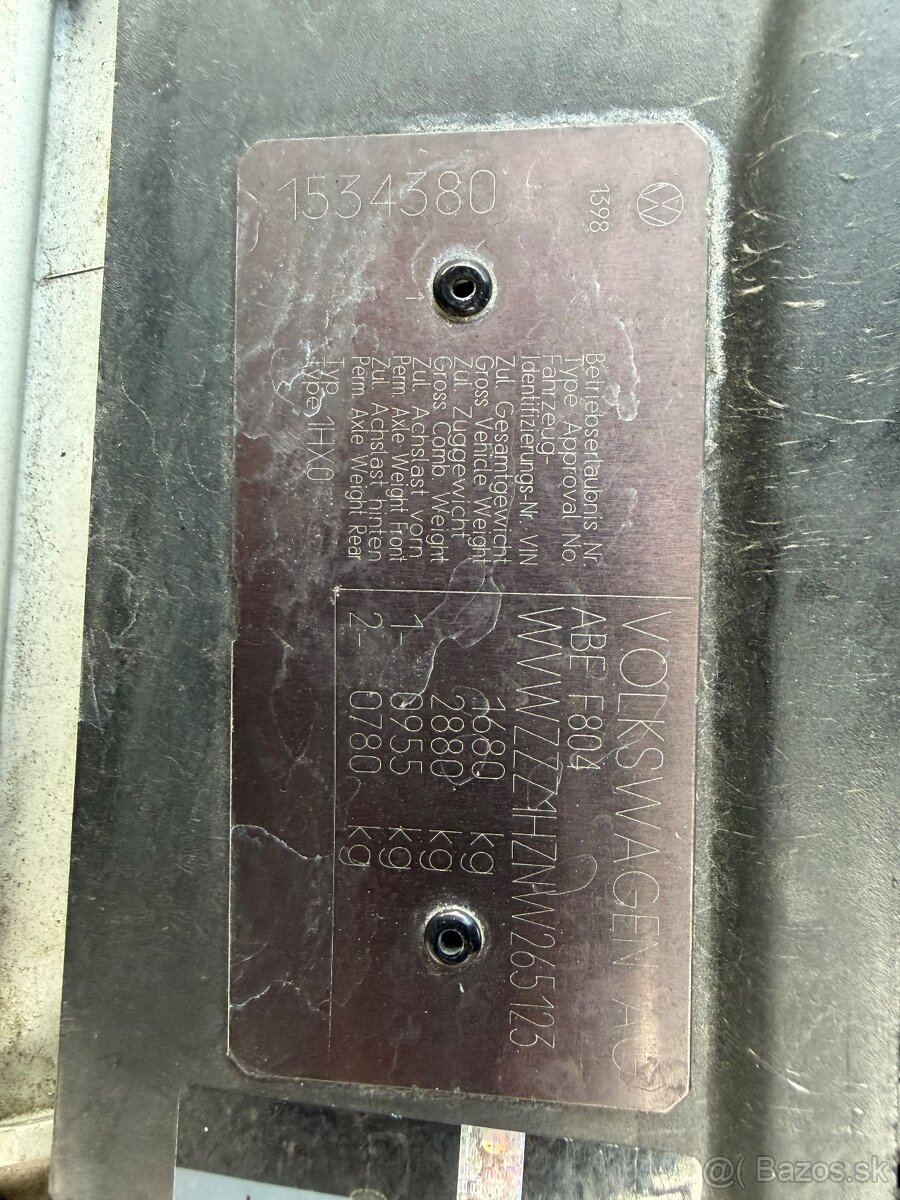 VOLKSWAGEN AG
Betriebserlaubnis Nr.
Type Approval No ABE F804
Fahrzeug-
Identifizierungs-Nr. VIN WVWZZZ1HZNW265123
Zul. Gesamtgewicht
Gross Vehicle Weight 1680 kg
Zul. Zuggewicht
Gross Comb. Weight 2880 kg
Zul. Achslast vorn
Perm. Axle Weight Front 1- 0955 kg
Zul. Achslast hinten
Perm. Axle Weight Rear 2- 0780 kg
Typ
Type 1HX0
1398
1534380
@( Bazos.sk